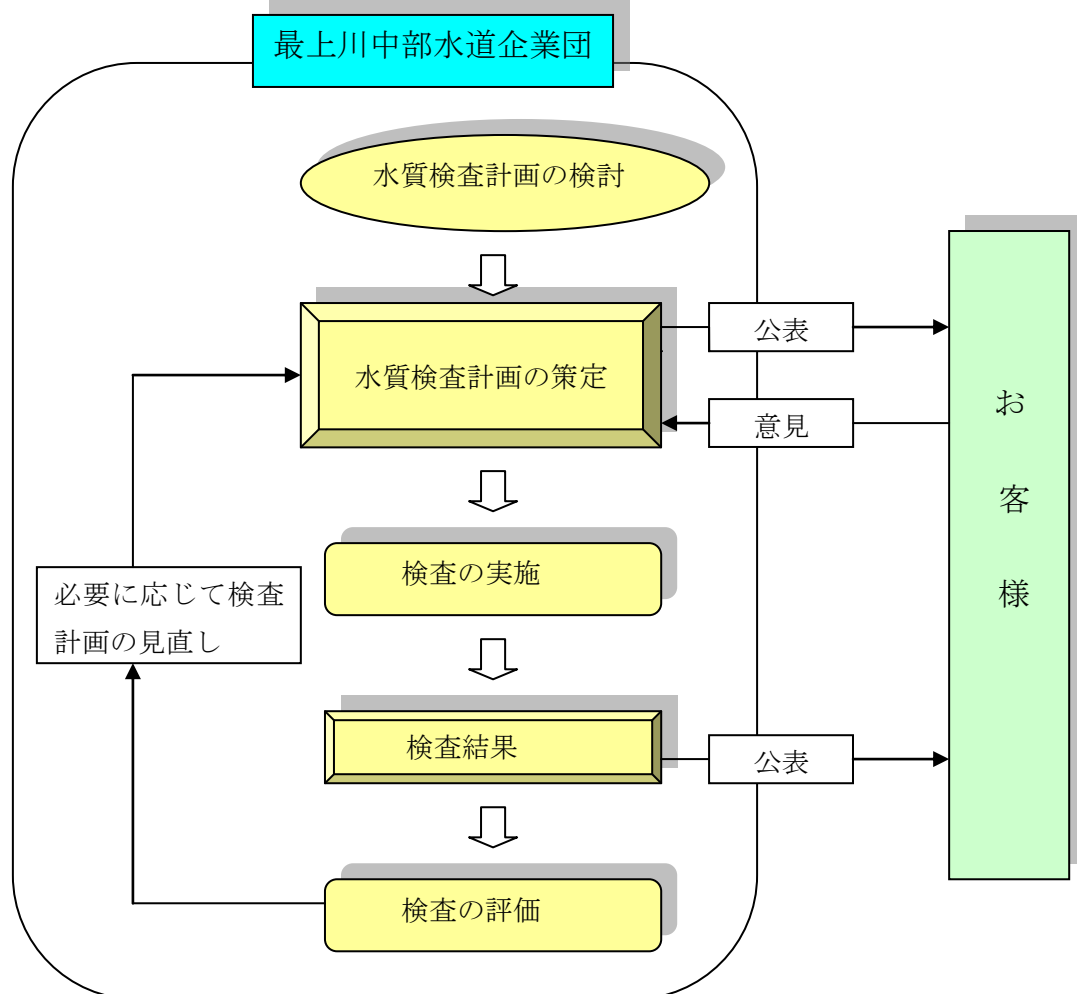 最上川中部水道企業団
水質検査計画の検討
水質検査計画の策定
公表
意見
お
客
様
検査の実施
必要に応じて検査
計画の見直し
検査結果
公表
検査の評価